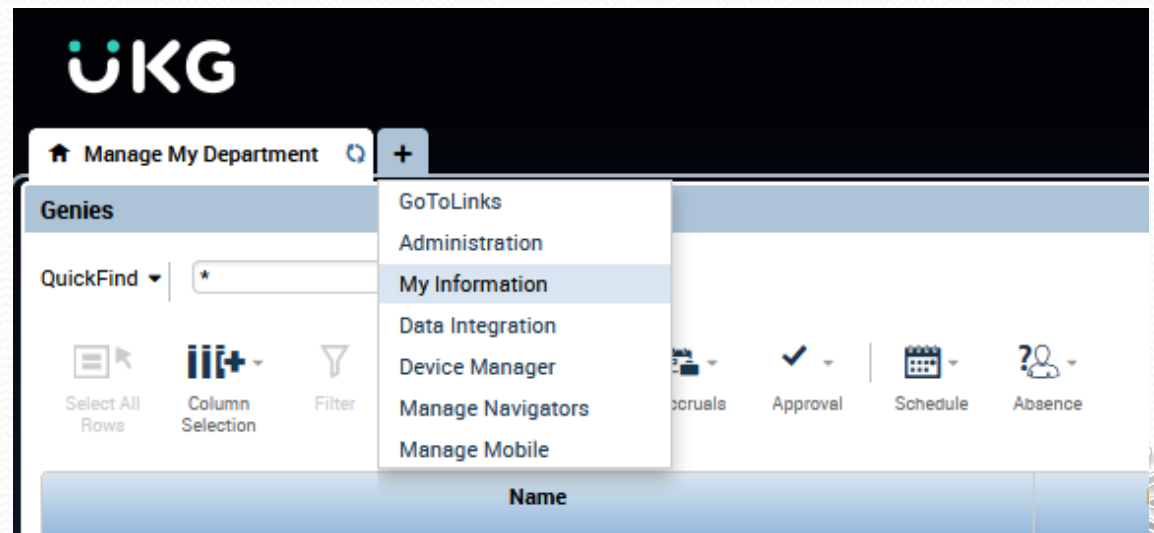 UKG
Manage My Department +
Genies
GoToLinks
Administration
QuickFind *
My Information
Data Integration
Device Manager
Manage Navigators
Manage Mobile
Select All Rows
Column Selection
Filter
Approval
Schedule
Absence
Name